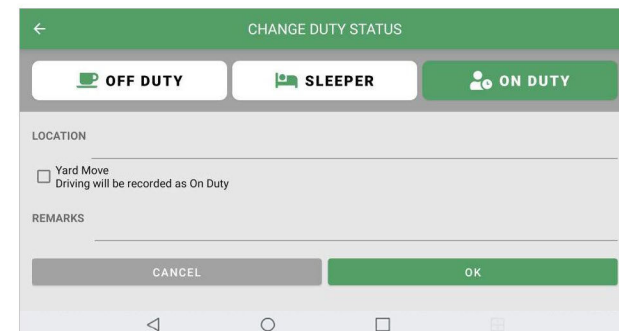 CHANGE DUTY STATUS
OFF DUTY
SLEEPER
ON DUTY
LOCATION
Yard Move
Driving will be recorded as On Duty
REMARKS
CANCEL
OK